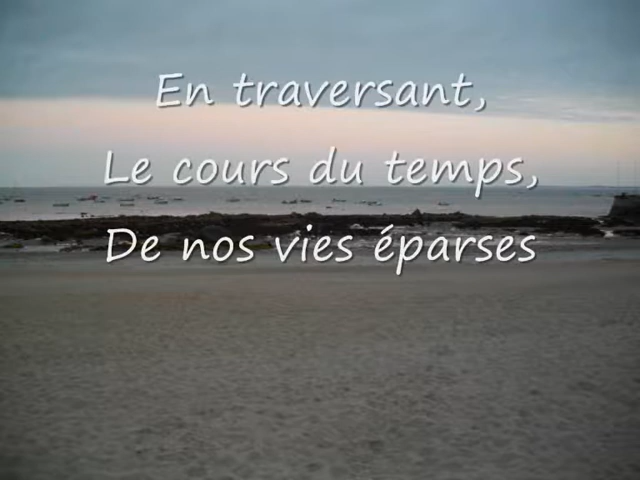 En traversant,
Le cours du temps,
De nos vies éparses